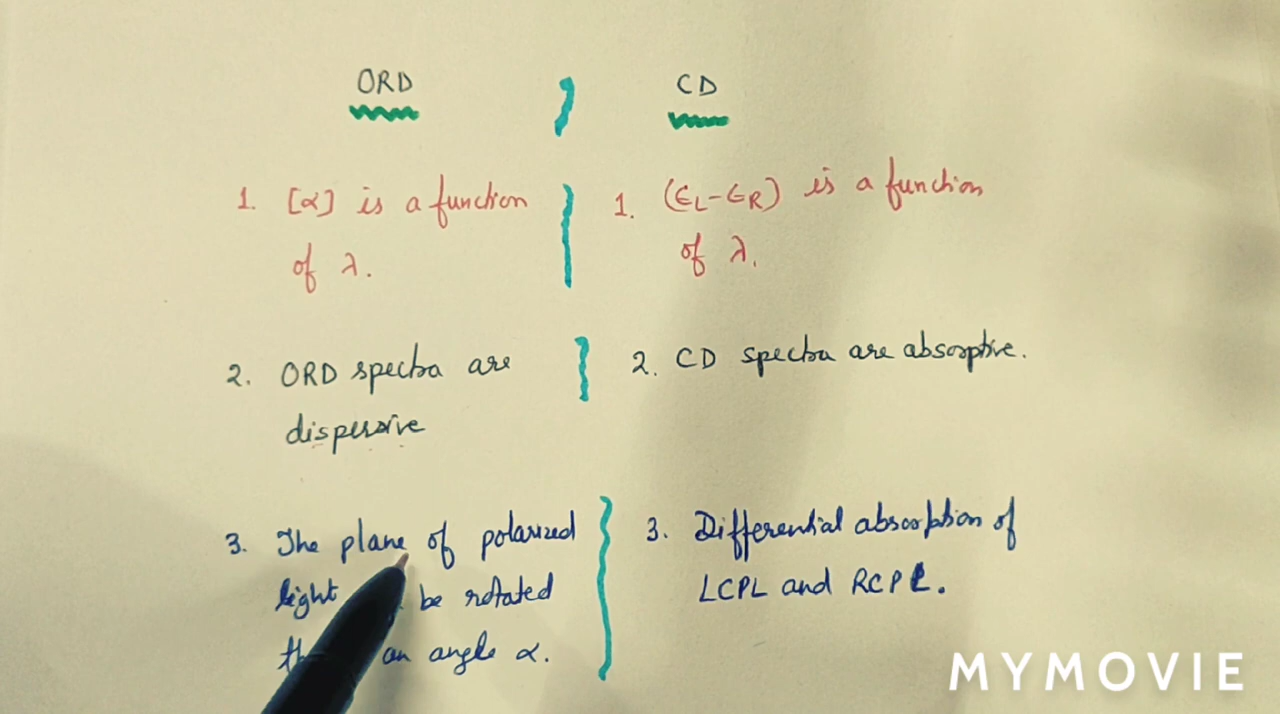 ORD
CD
1. [α] is a function
of λ.
1. (ϵL-ϵR) is a function
of λ.
2. ORD spectra are
dispersive
2. CD spectra are absorptive.
3. The plane of polarized
light be rotated
an angle α.
3. Differential absorption of
LCPL and RCPL.
MYMOVIE